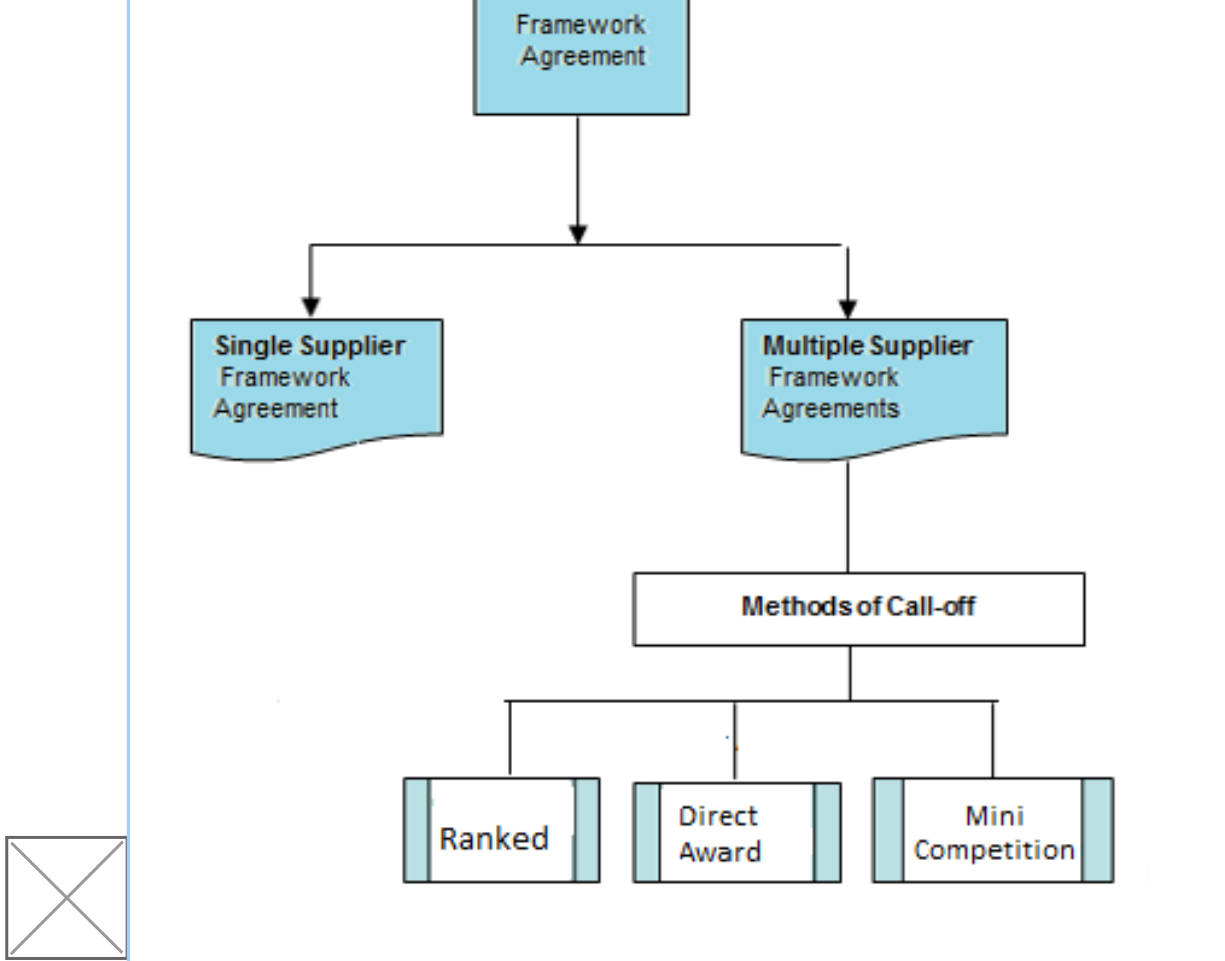 Framework
Agreement
Single Supplier
Framework
Agreement
Multiple Supplier
Framework
Agreements
Methods of Call-off
Ranked
Direct
Award
Mini
Competition